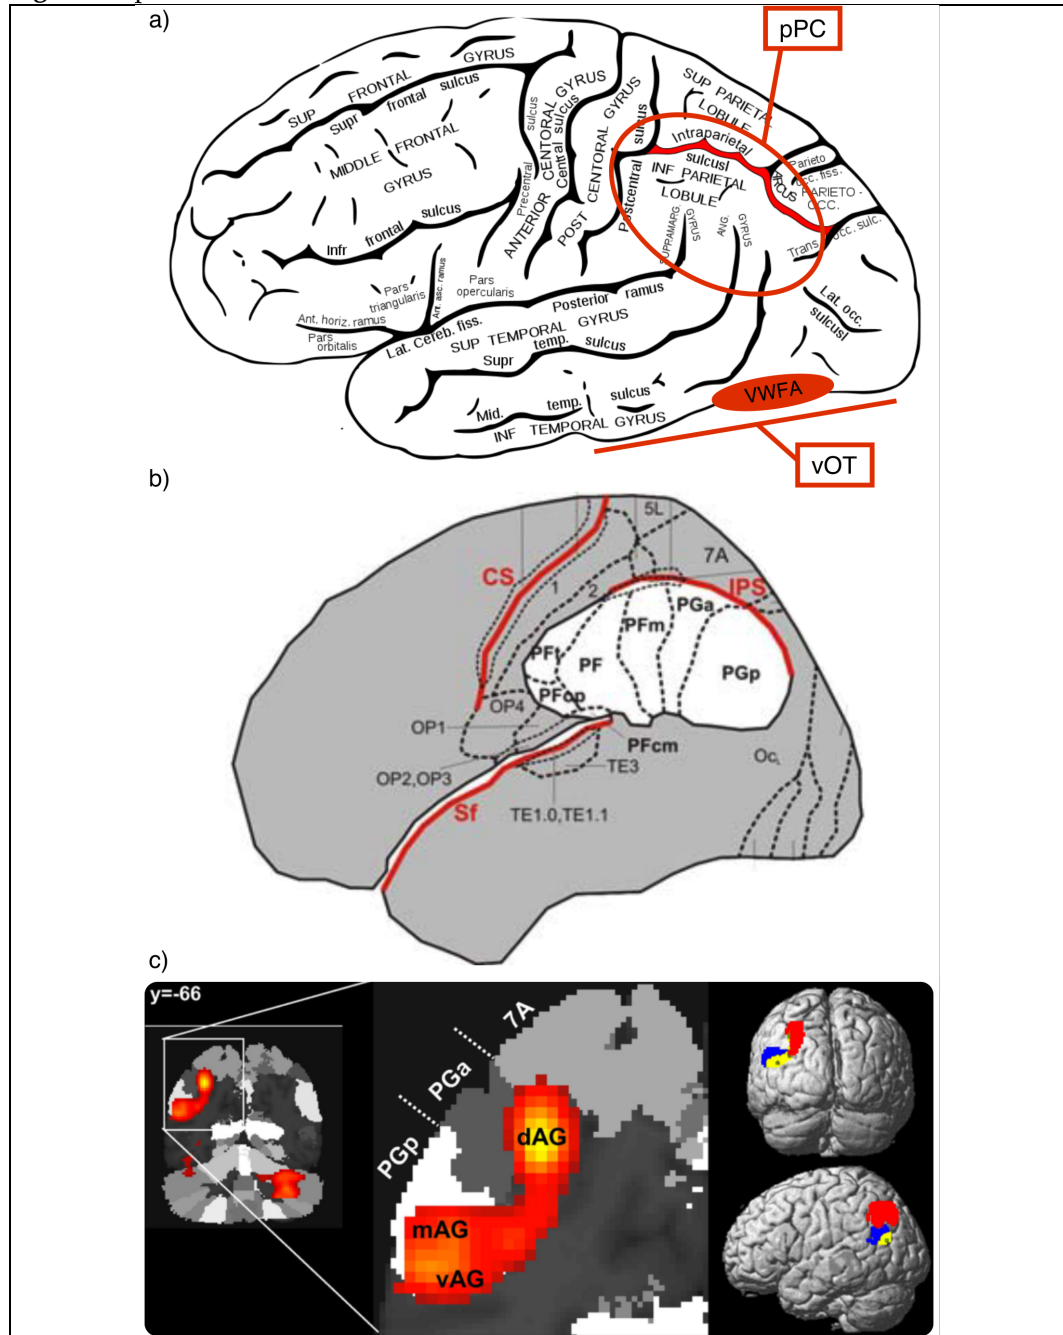 a)
pPC
SUP FRONTAL GYRUS
Supr frontal sulcus
MIDDLE FRONTAL
GYRUS
Infr frontal sulcus
Precentral sulcus
ANTERIOR CENTORAL GYRUS
Central sulcus
POST CENTORAL GYRUS
Postcentral sulcus
SUP PARIETAL
LOBULE
Intraparietal
sulcusI
INF PARIETAL
LOBULE
SUPRAMARG.
GYRUS
ANG.
GYRUS
ARCUS
Parieto
occ. fiss.
PARIETO -
OCC.
Trans. occ. sulc.
Lat. occ.
sulcusI
Pars
triangularis
Ant. asc. ramus
Pars
opercularis
Ant. horiz. ramus
Pars
orbitalis
Lat. Cereb. fiss.
Posterior ramus
SUP TEMPORAL GYRUS
Supr temp. sulcus
Mid. temp. sulcus
INF TEMPORAL GYRUS
VWFA
vOT
b)
5L
7A
CS
IPS
1
2
PGa
PFm
PFt
PF
PGp
PFop
OP4
OP1
PFcm
OP2,OP3
TE3
Oc
Sf
TE1.0,TE1.1
c)
y=-66
7A
PGa
PGp
dAG
mAG
vAG